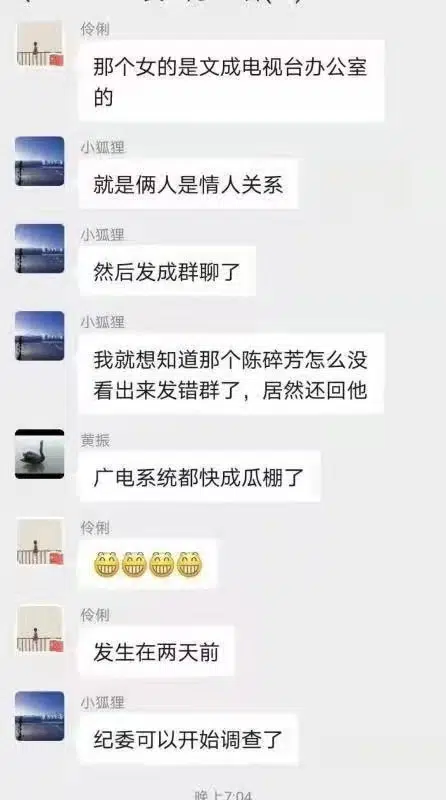 伶俐
那个女的是文成电视台办公室
的
小狐狸
就是俩人是情人关系
小狐狸
然后发成群聊了
小狐狸
我就想知道那个陈碎芳怎么没
看出来发错群了，居然还回他
黄振
广电系统都快成瓜棚了
伶俐
伶俐
发生在两天前
小狐狸
纪委可以开始调查了
晚上7:04